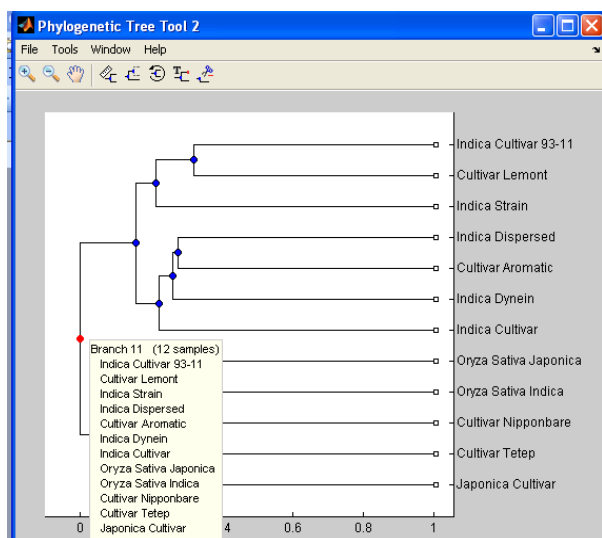 Phylogenetic Tree Tool 2
File Tools Window Help
Indica Cultivar 93-11
Cultivar Lemont
Indica Strain
Indica Dispersed
Cultivar Aromatic
Indica Dynein
Indica Cultivar
Oryza Sativa Japonica
Oryza Sativa Indica
Cultivar Nipponbare
Cultivar Tetep
Japonica Cultivar
Branch 11 (12 samples)
Indica Cultivar 93-11
Cultivar Lemont
Indica Strain
Indica Dispersed
Cultivar Aromatic
Indica Dynein
Indica Cultivar
Oryza Sativa Japonica
Oryza Sativa Indica
Cultivar Nipponbare
Cultivar Tetep
Japonica Cultivar
0 4 0.6 0.8 1